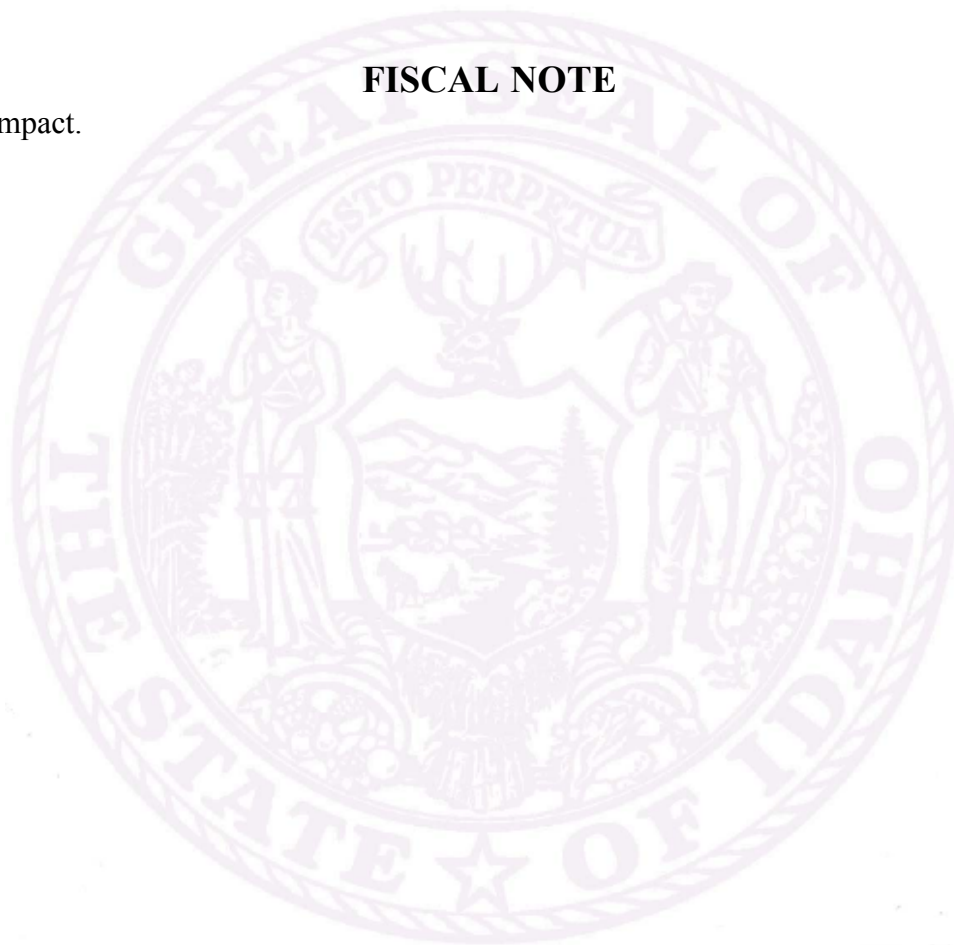 FISCAL NOTE
mpact.
GREAT SEAL OF
ESTO PERPETUA
THE STATE OF IDAHO